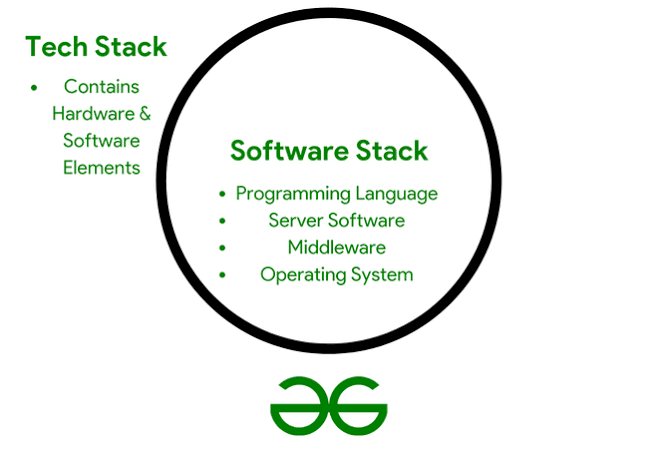 Tech Stack
• Contains
Hardware &
Software
Elements
Software Stack
• Programming Language
• Server Software
• Middleware
• Operating System